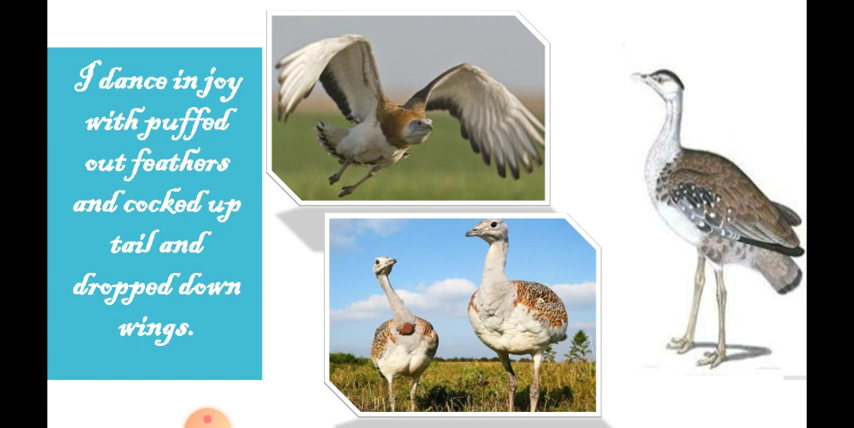 I dance in joy
with puffed
out feathers
and cocked up
tail and
dropped down
wings.